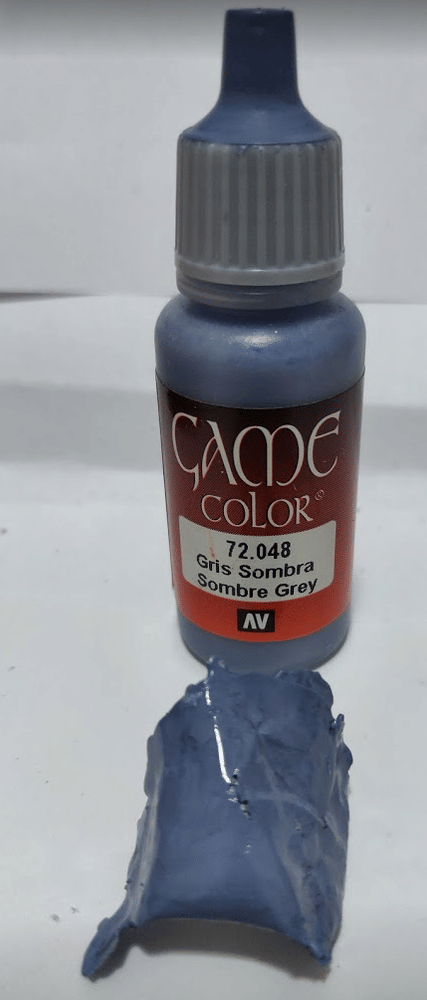 GAME
COLOR®
72.048
Gris Sombra
Sombre Grey
AV